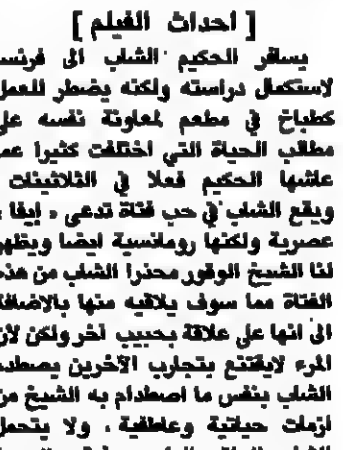 [ احداث الفيلم ]
يسافر الحكيم الشاب الى فرنسا
لاستكمال دراسته ولكنه يضطر للعمل
كطباخ في مطعم لمعاونة نفسه على
مطالب الحياة التي اختلفت كثيرا عما
عاشها الحكيم فعلا في الثلاثينات
ويقع الشاب في حب فتاة تدعى « إيفا »
عصرية ولكنها رومانسية ايضا ويظهر
لنا الشيخ الوقور محذرا الشاب من هذه
الفتاة مما سوف يلاقيه منها بالاضافة
الى انها على علاقة بحبيب آخر ولكن لأن
المرء لايقتنع بتجارب الآخرين يصطدم
الشاب بنفس ما اصطدم به الشيخ من
ازمات حياتية وعاطفية . ولا يتحمل